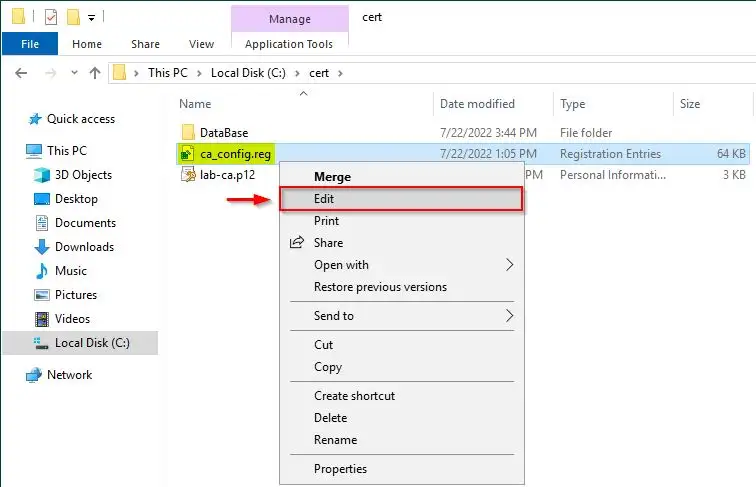 Manage cert
File Home Share View Application Tools
This PC Local Disk (C:) cert
Name Date modified Type Size
Quick access
DataBase 7/22/2022 3:44 PM File folder
This PC
ca_config.reg 7/22/2022 1:05 PM Registration Entries 64 KB
3D Objects
lab-ca.p12 PM Personal Informati... 3 KB
Merge
Desktop
Edit
Documents
Print
Downloads
Share
Music
Open with
Pictures
Restore previous versions
Videos
Send to
Local Disk (C:)
Cut
Network
Copy
Create shortcut
Delete
Rename
Properties